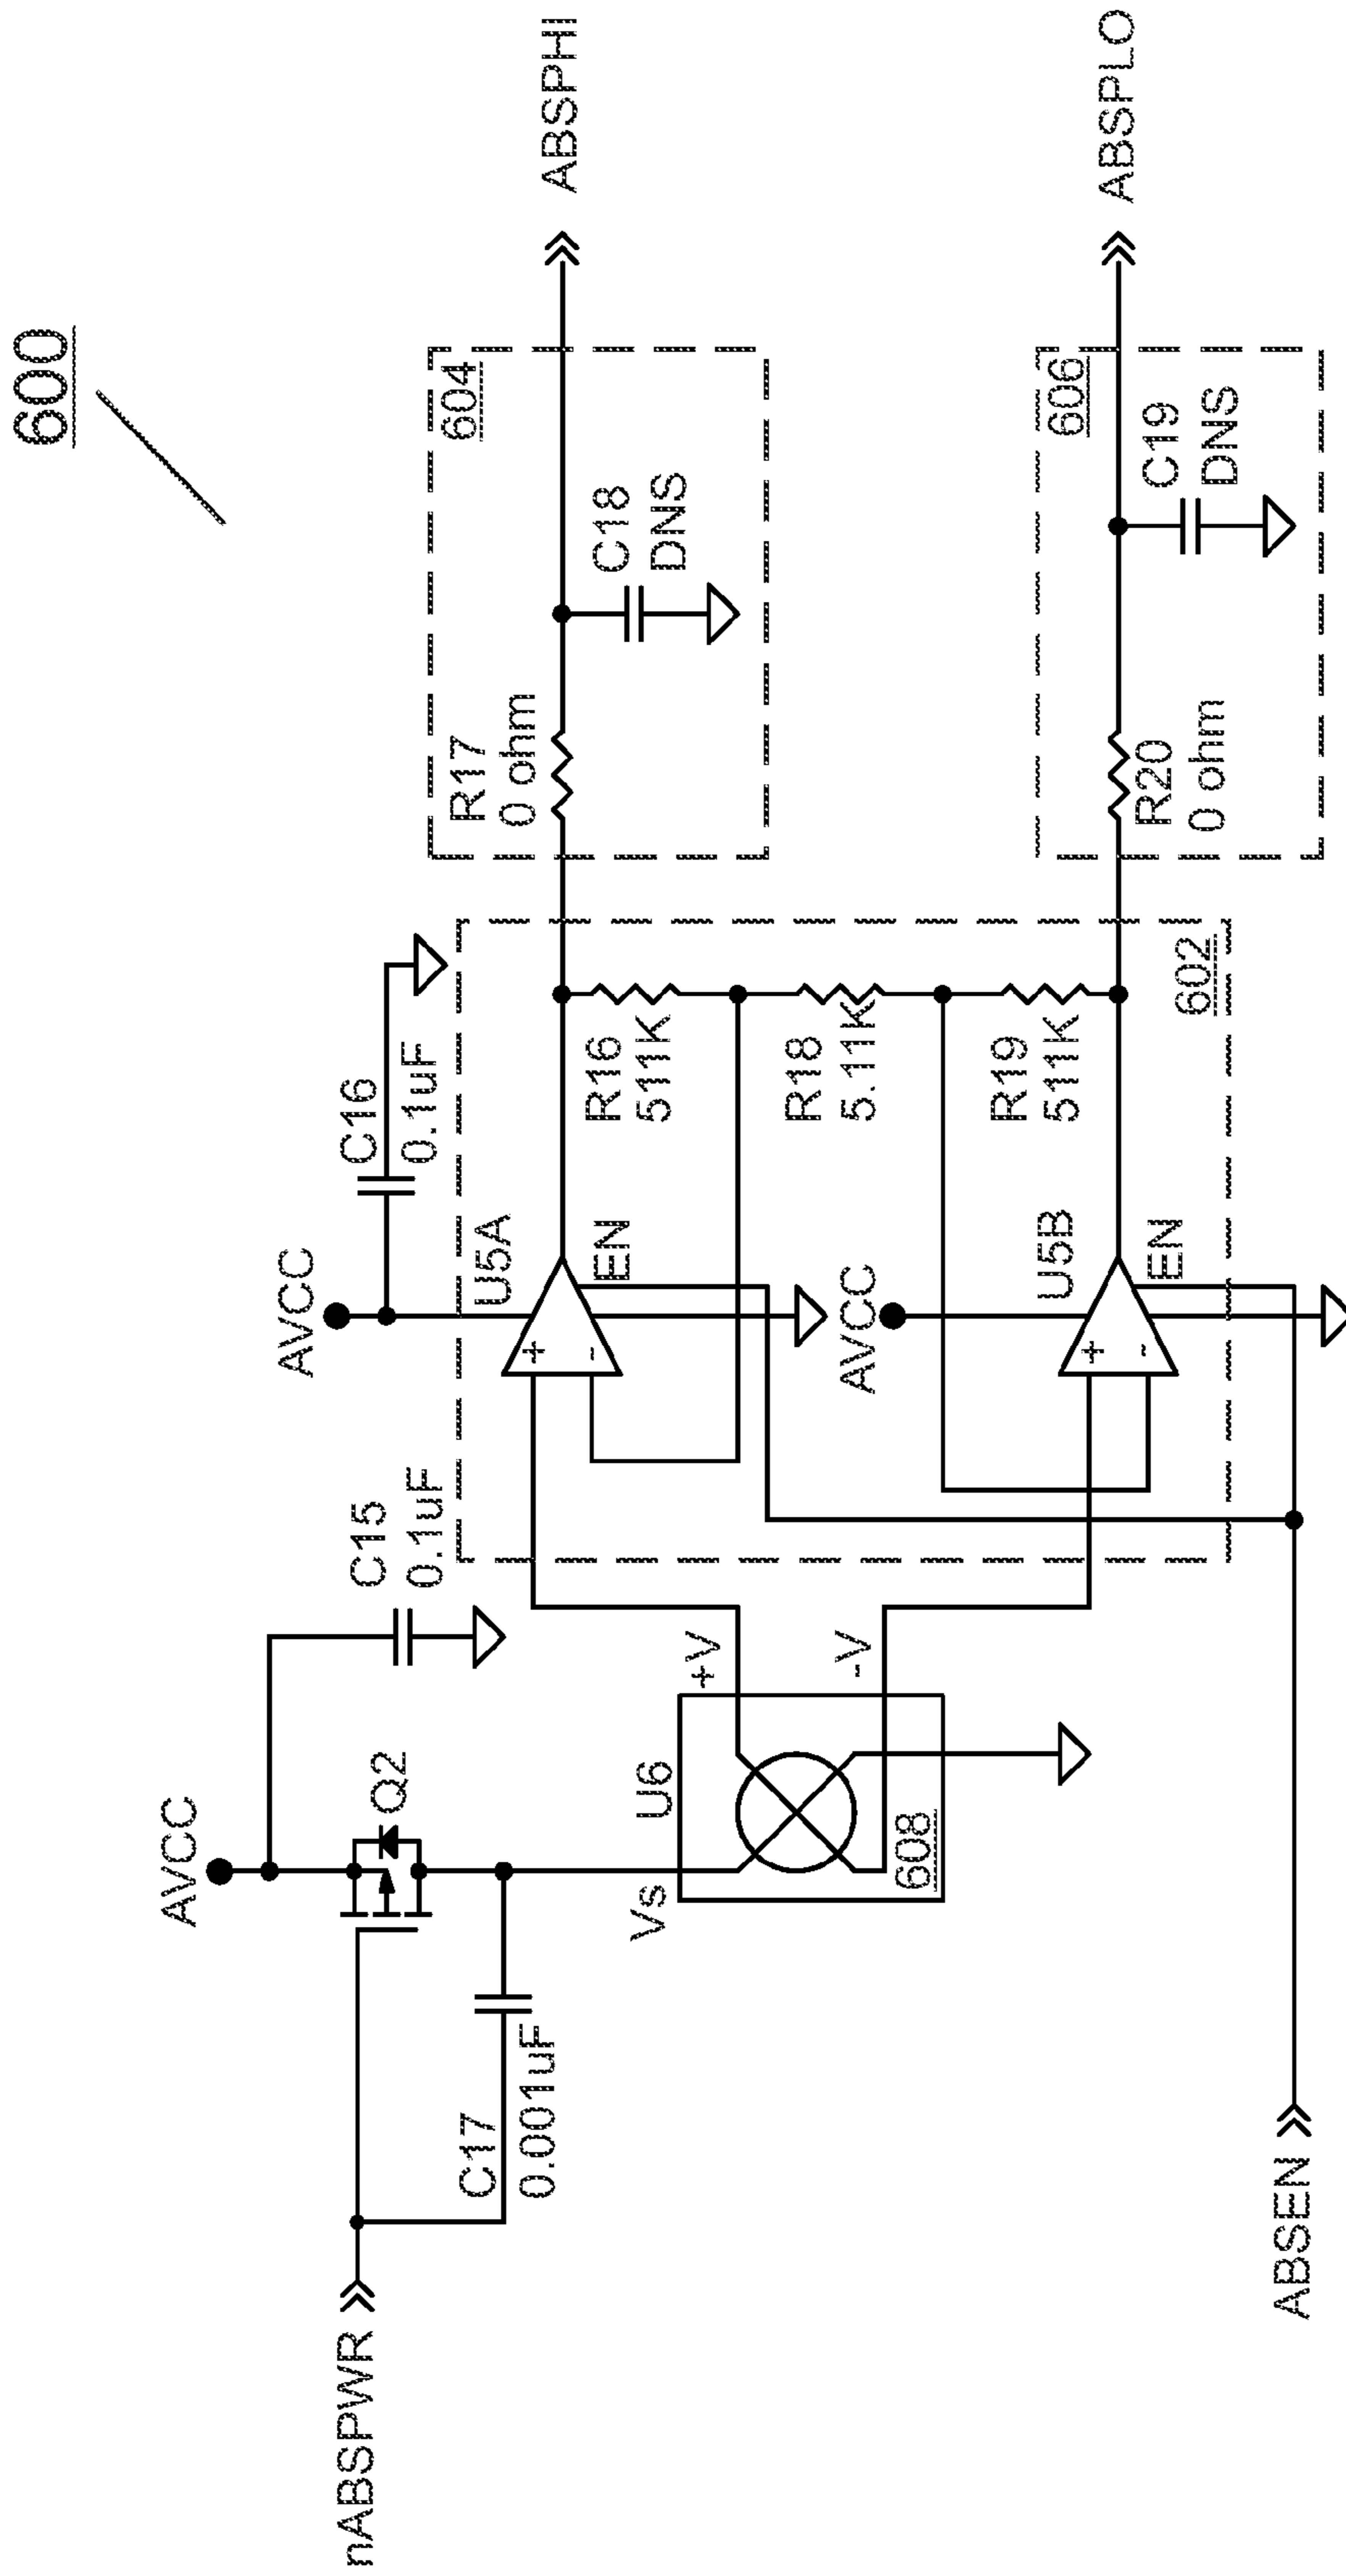 600
AVCC
C16
0.1uF
AVCC
C15
0.1uF
nABSPWR
Q2
C17
0.001uF
Vs
U6
+V
-V
608
U5A
+
-
EN
R16
511K
R18
5.11K
R19
511K
AVCC
U5B
+
-
EN
602
604
R17
0 ohm
C18
DNS
ABSPHI
606
R20
0 ohm
C19
DNS
ABSPLO
ABSEN